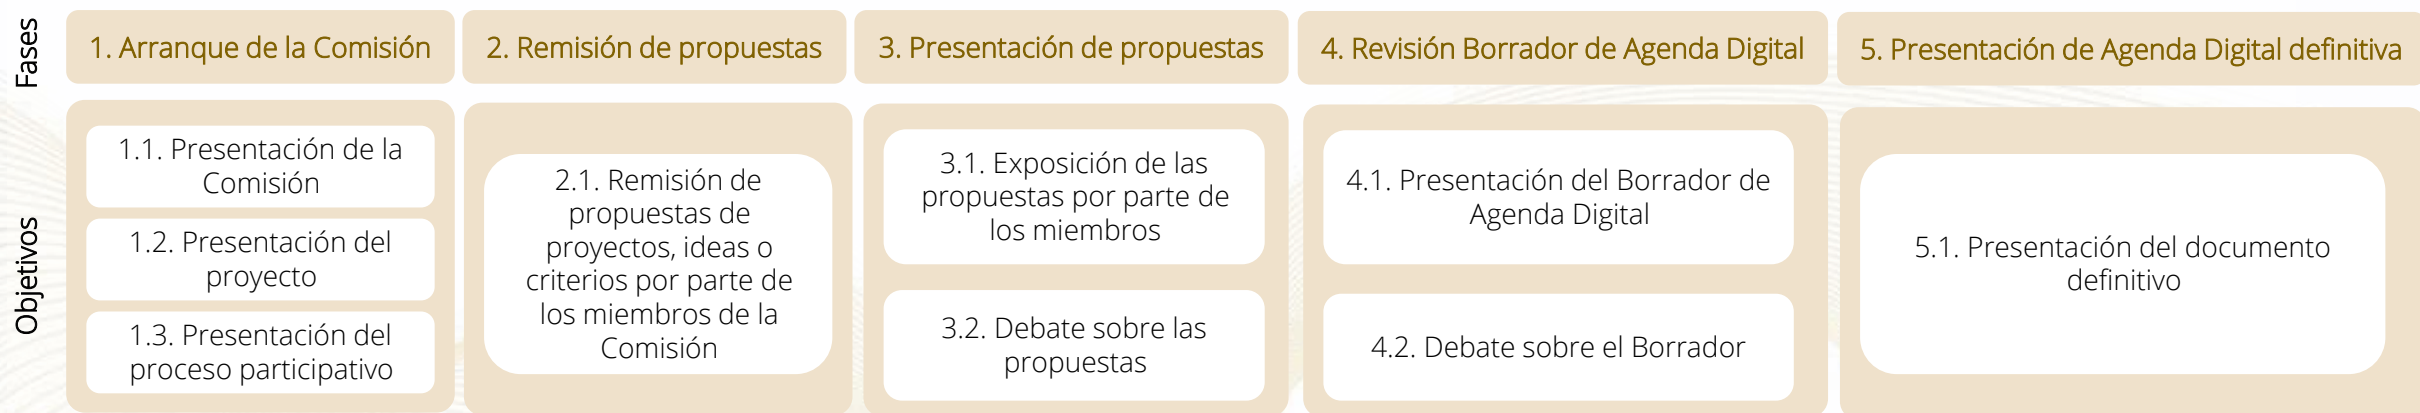 Fases
1. Arranque de la Comisión
2. Remisión de propuestas
3. Presentación de propuestas
4. Revisión Borrador de Agenda Digital
5. Presentación de Agenda Digital definitiva
Objetivos
1.1. Presentación de la
Comisión
1.2. Presentación del
proyecto
1.3. Presentación del
proceso participativo
2.1. Remisión de
propuestas de
proyectos, ideas o
criterios por parte de
los miembros de la
Comisión
3.1. Exposición de las
propuestas por parte de
los miembros
3.2. Debate sobre las
propuestas
4.1. Presentación del Borrador de
Agenda Digital
4.2. Debate sobre el Borrador
5.1. Presentación del documento
definitivo